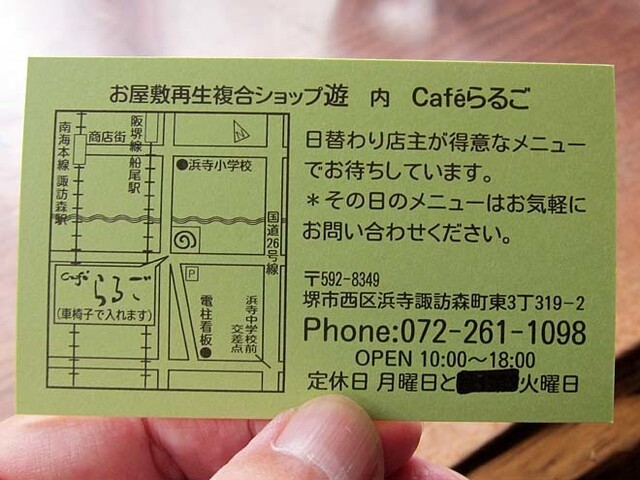 お屋敷再生複合ショップ遊 内 Caféらるご
日替わり店主が得意なメニュー
でお待ちしています。
＊その日のメニューはお気軽に
お問い合わせください。
〒592-8349
堺市西区浜寺諏訪森町東3丁319-2
Phone:072-261-1098
OPEN 10:00～18:00
定休日 月曜日と
火曜日
南海本線 諏訪森駅
商店街
阪堺線 船尾駅
N
●浜寺小学校
国道26号線
P
Café
らるご
(車椅子で入れます)
電柱看板●
浜寺中学校前
交差点